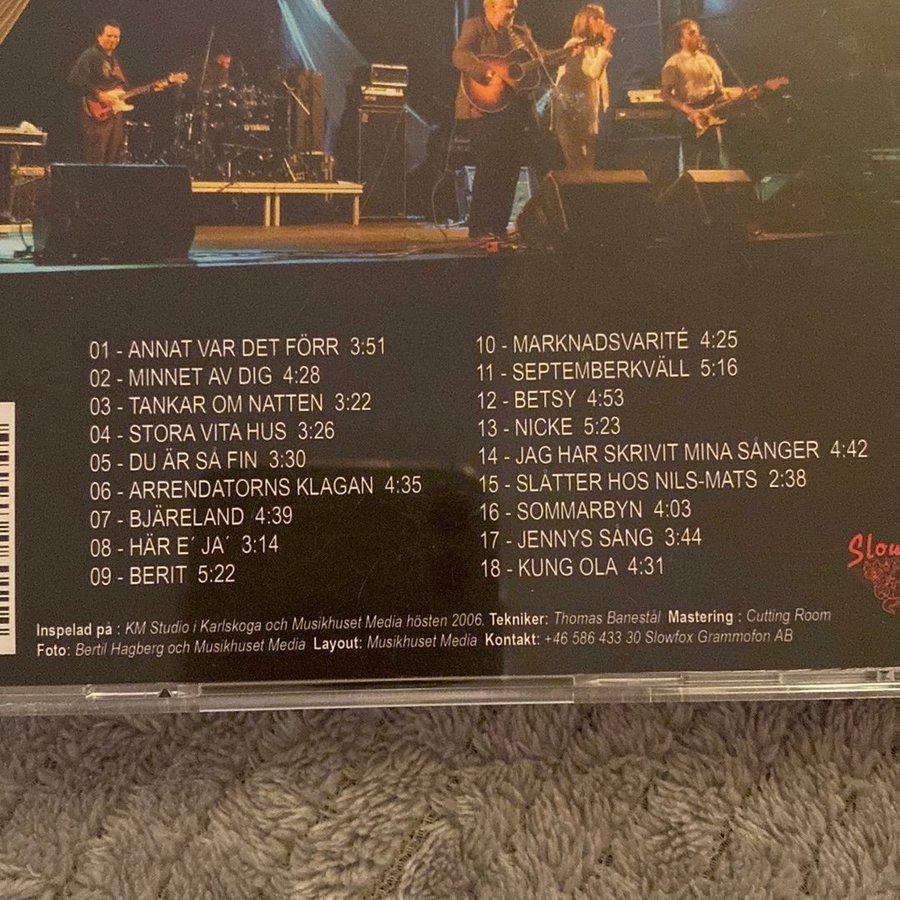 YAMAHA
01 - ANNAT VAR DET FÖRR 3:51
02 - MINNET AV DIG 4:28
03 - TANKAR OM NATTEN 3:22
04 - STORA VITA HUS 3:26
05 - DU ÄR SÅ FIN 3:30
06 - ARRENDATORNS KLAGAN 4:35
07 - BJÄRELAND 4:39
08 - HÄR E´ JA´ 3:14
09 - BERIT 5:22
10 - MARKNADSVARITÉ 4:25
11 - SEPTEMBERKVÄLL 5:16
12 - BETSY 4:53
13 - NICKE 5:23
14 - JAG HAR SKRIVIT MINA SÅNGER 4:42
15 - SLÅTTER HOS NILS-MATS 2:38
16 - SOMMARBYN 4:03
17 - JENNYS SÅNG 3:44
18 - KUNG OLA 4:31
Slow
Inspelad på : KM Studio i Karlskoga och Musikhuset Media hösten 2006. Tekniker: Thomas Banestål Mastering : Cutting Room
Foto: Bertil Hagberg och Musikhuset Media Layout: Musikhuset Media Kontakt: +46 586 433 30 Slowfox Grammofon AB